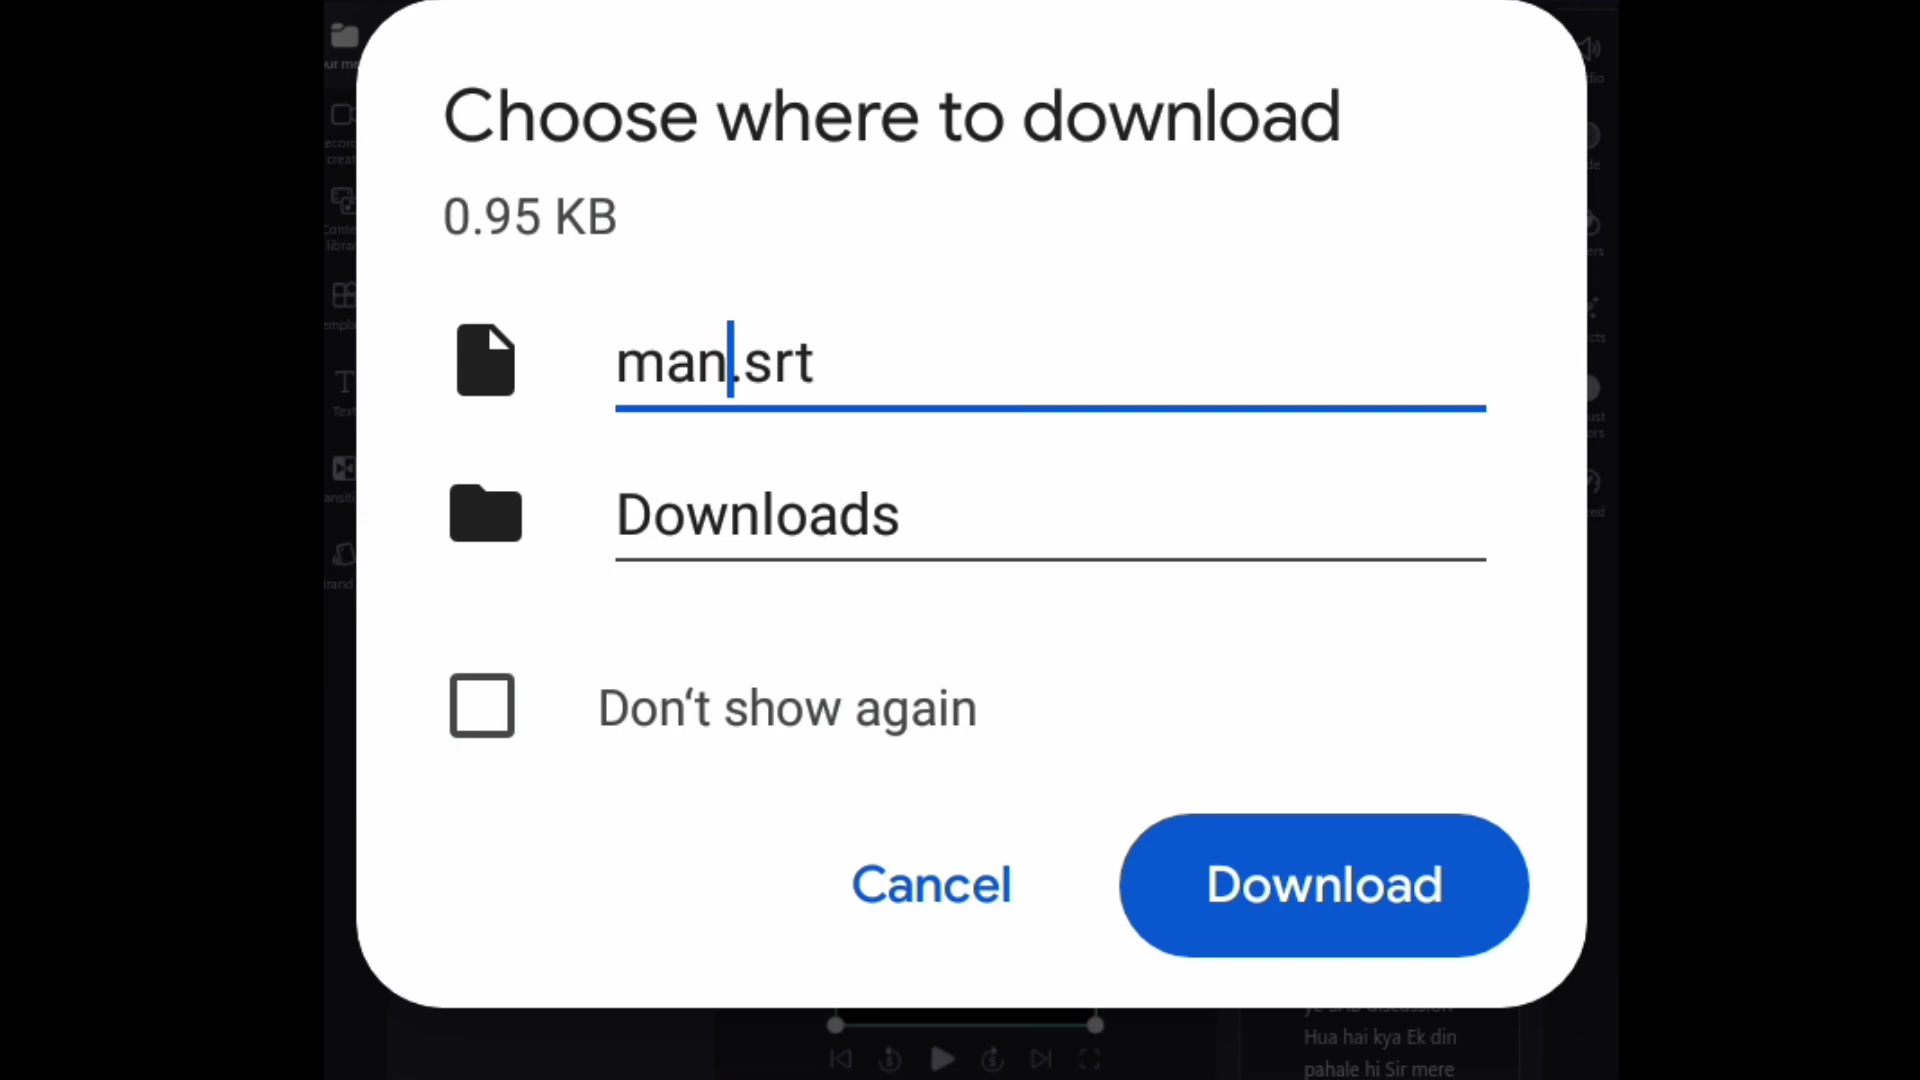 Choose where to download
0.95 KB
man.srt
Downloads
Don't show again
Cancel
Download
Hua hai kya Ek din
pahale hi Sir mere